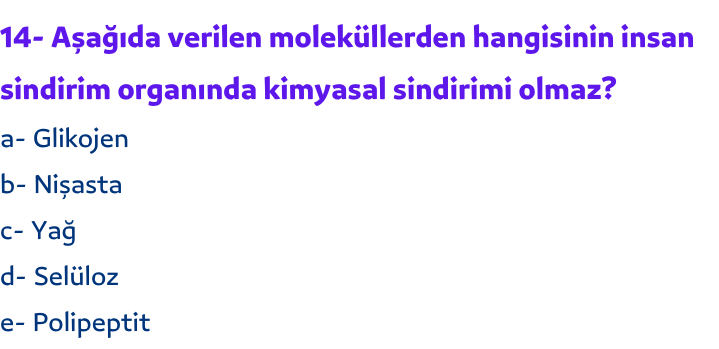 14- Aşağıda verilen moleküllerden hangisinin insan
sindirim organında kimyasal sindirimi olmaz?
a- Glikojen
b- Nişasta
c- Yağ
d- Selüloz
e- Polipeptit